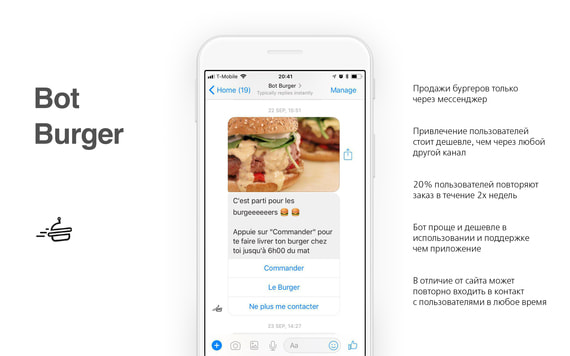 Bot
Burger
T-Mobile
20:41
Home (19)
Bot Burger
Typically replies instantly
Manage
22 SEP, 19:51
C'est parti pour les
burgeeeeeers 🍔 🍔
Appuie sur "Commander" pour
te faire livrer ton burger chez
toi jusqu'à 6h00 du mat
Commander
Le Burger
Ne plus me contacter
23 SEP, 14:27
Aa
Продажи бургеров только
через мессенджер
Привлечение пользователей
стоит дешевле, чем через любой
другой канал
20% пользователей повторяют
заказ в течение 2х недель
Бот проще и дешевле в
использовании и поддержке
чем приложение
В отличие от сайта может
повторно входить в контакт
с пользователями в любое время